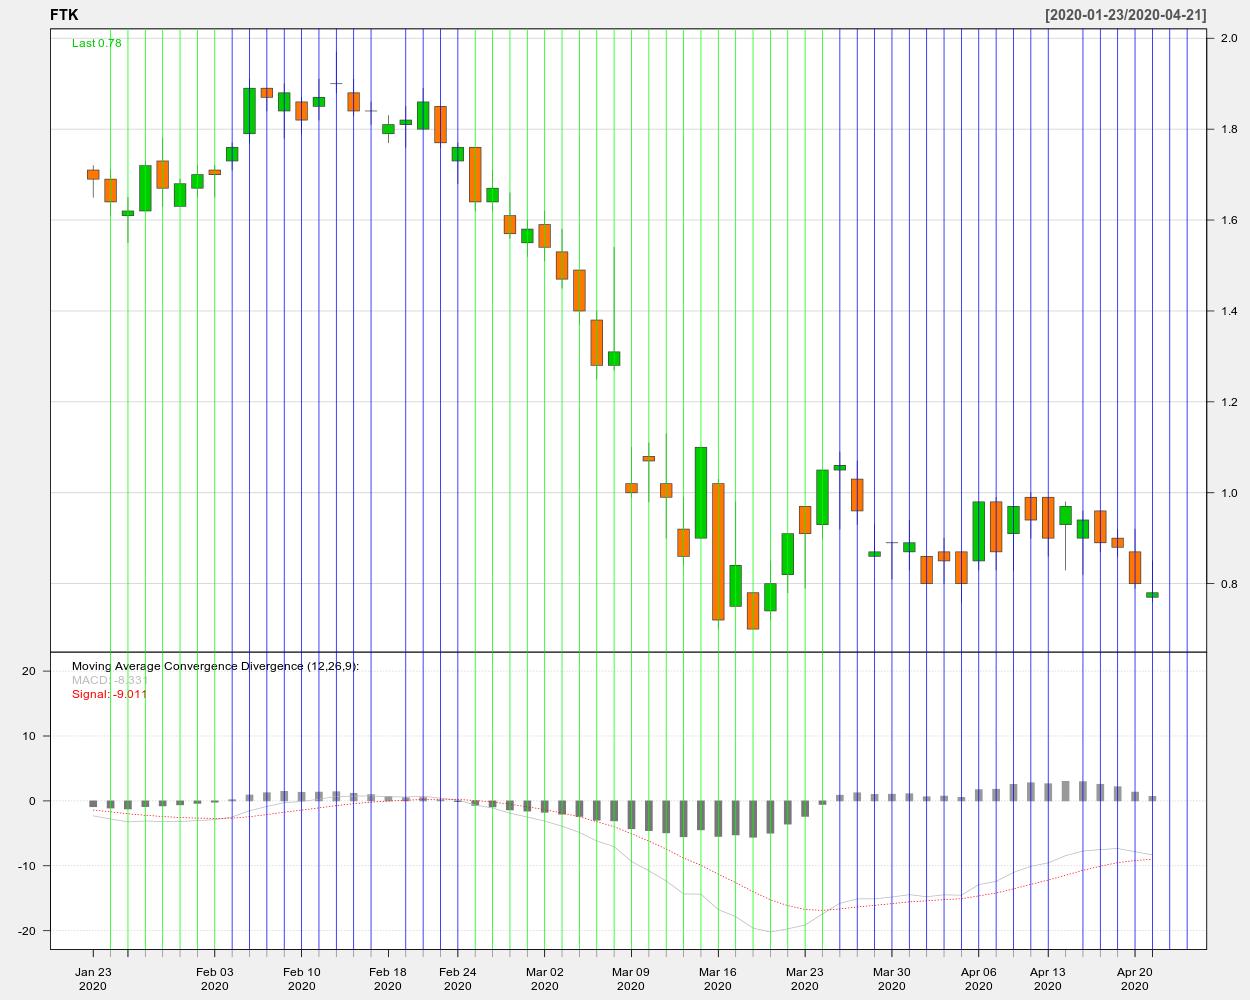 FTK
[2020-01-23/2020-04-21]
Last 0.78
2.0
1.8
1.6
1.4
1.2
1.0
0.8
Moving Average Convergence Divergence (12,26,9):
MACD: -8.331
Signal: -9.011
20
10
0
-10
-20
Jan 23 2020
Feb 03 2020
Feb 10 2020
Feb 18 2020
Feb 24 2020
Mar 02 2020
Mar 09 2020
Mar 16 2020
Mar 23 2020
Mar 30 2020
Apr 06 2020
Apr 13 2020
Apr 20 2020